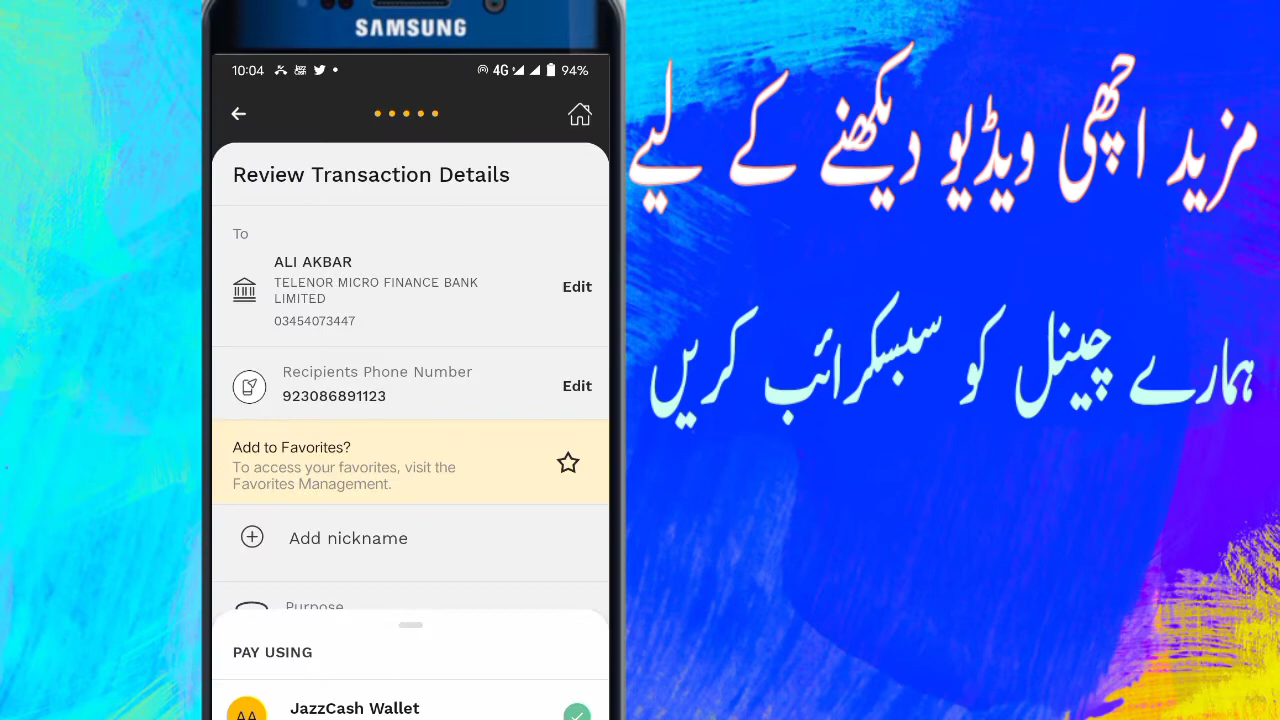 SAMSUNG
10:04 4G 94%
Review Transaction Details
To
ALI AKBAR
TELENOR MICRO FINANCE BANK
LIMITED
Edit
03454073447
Recipients Phone Number
923086891123
Edit
Add to Favorites?
To access your favorites, visit the
Favorites Management.
Add nickname
Purpose
PAY USING
AA
JazzCash Wallet
مزید اچھی ویڈیو دیکھنے کے لیے
ہمارے چینل کو سبسکرائب کریں